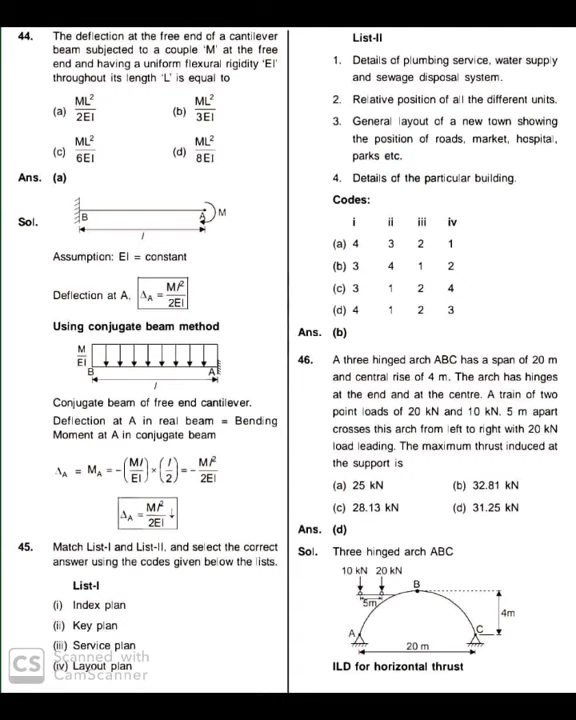 44. The deflection at the free end of a cantilever
beam subjected to a couple 'M' at the free
end and having a uniform flexural rigidity 'EI'
throughout its length 'L' is equal to
(a) ML²/2EI (b) ML²/3EI
(c) ML²/6EI (d) ML²/8EI
Ans. (a)
Sol.
B A M
l
Assumption: EI = constant
Deflection at A, Δ_A = Ml²/2EI
Using conjugate beam method
M/EI
B A
l
Conjugate beam of free end cantilever.
Deflection at A in real beam = Bending
Moment at A in conjugate beam
Δ_A = M_A = -(Ml/EI) × (l/2) = - Ml²/2EI
Δ_A = Ml²/2EI ↓
45. Match List-I and List-II, and select the correct
answer using the codes given below the lists.
List-I
(i) Index plan
(ii) Key plan
(iii) Service plan
(iv) Layout plan
CS Scanned with
CamScanner
List-II
1. Details of plumbing service, water supply
and sewage disposal system.
2. Relative position of all the different units.
3. General layout of a new town showing
the position of roads, market, hospital,
parks etc.
4. Details of the particular building.
Codes:
i ii iii iv
(a) 4 3 2 1
(b) 3 4 1 2
(c) 3 1 2 4
(d) 4 1 2 3
Ans. (b)
46. A three hinged arch ABC has a span of 20 m
and central rise of 4 m. The arch has hinges
at the end and at the centre. A train of two
point loads of 20 kN and 10 kN. 5 m apart
crosses this arch from left to right with 20 kN
load leading. The maximum thrust induced at
the support is
(a) 25 kN (b) 32.81 kN
(c) 28.13 kN (d) 31.25 kN
Ans. (d)
Sol. Three hinged arch ABC
10 kN 20 kN
B
5m
4m
A C
20 m
ILD for horizontal thrust